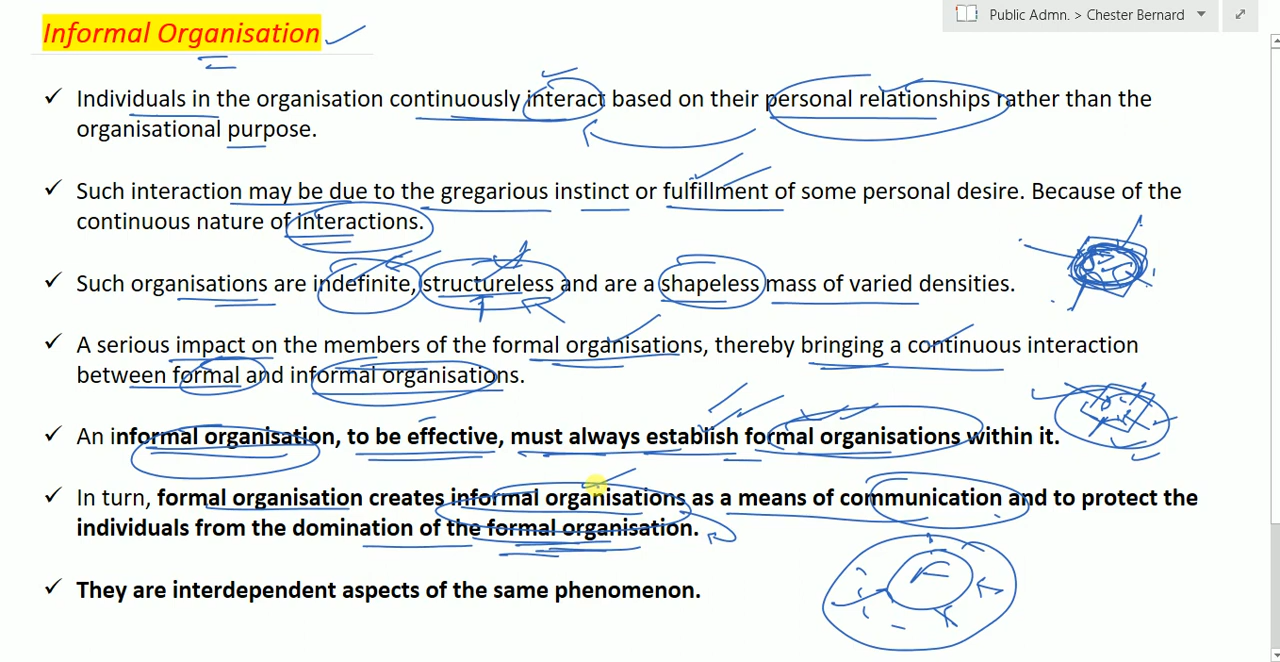 Public Admn. > Chester Bernard
Informal Organisation
✓ Individuals in the organisation continuously interact based on their personal relationships rather than the
organisational purpose.
✓ Such interaction may be due to the gregarious instinct or fulfillment of some personal desire. Because of the
continuous nature of interactions.
✓ Such organisations are indefinite, structureless and are a shapeless mass of varied densities.
✓ A serious impact on the members of the formal organisations, thereby bringing a continuous interaction
between formal and informal organisations.
✓ An informal organisation, to be effective, must always establish formal organisations within it.
✓ In turn, formal organisation creates informal organisations as a means of communication and to protect the
individuals from the domination of the formal organisation.
✓ They are interdependent aspects of the same phenomenon.
F